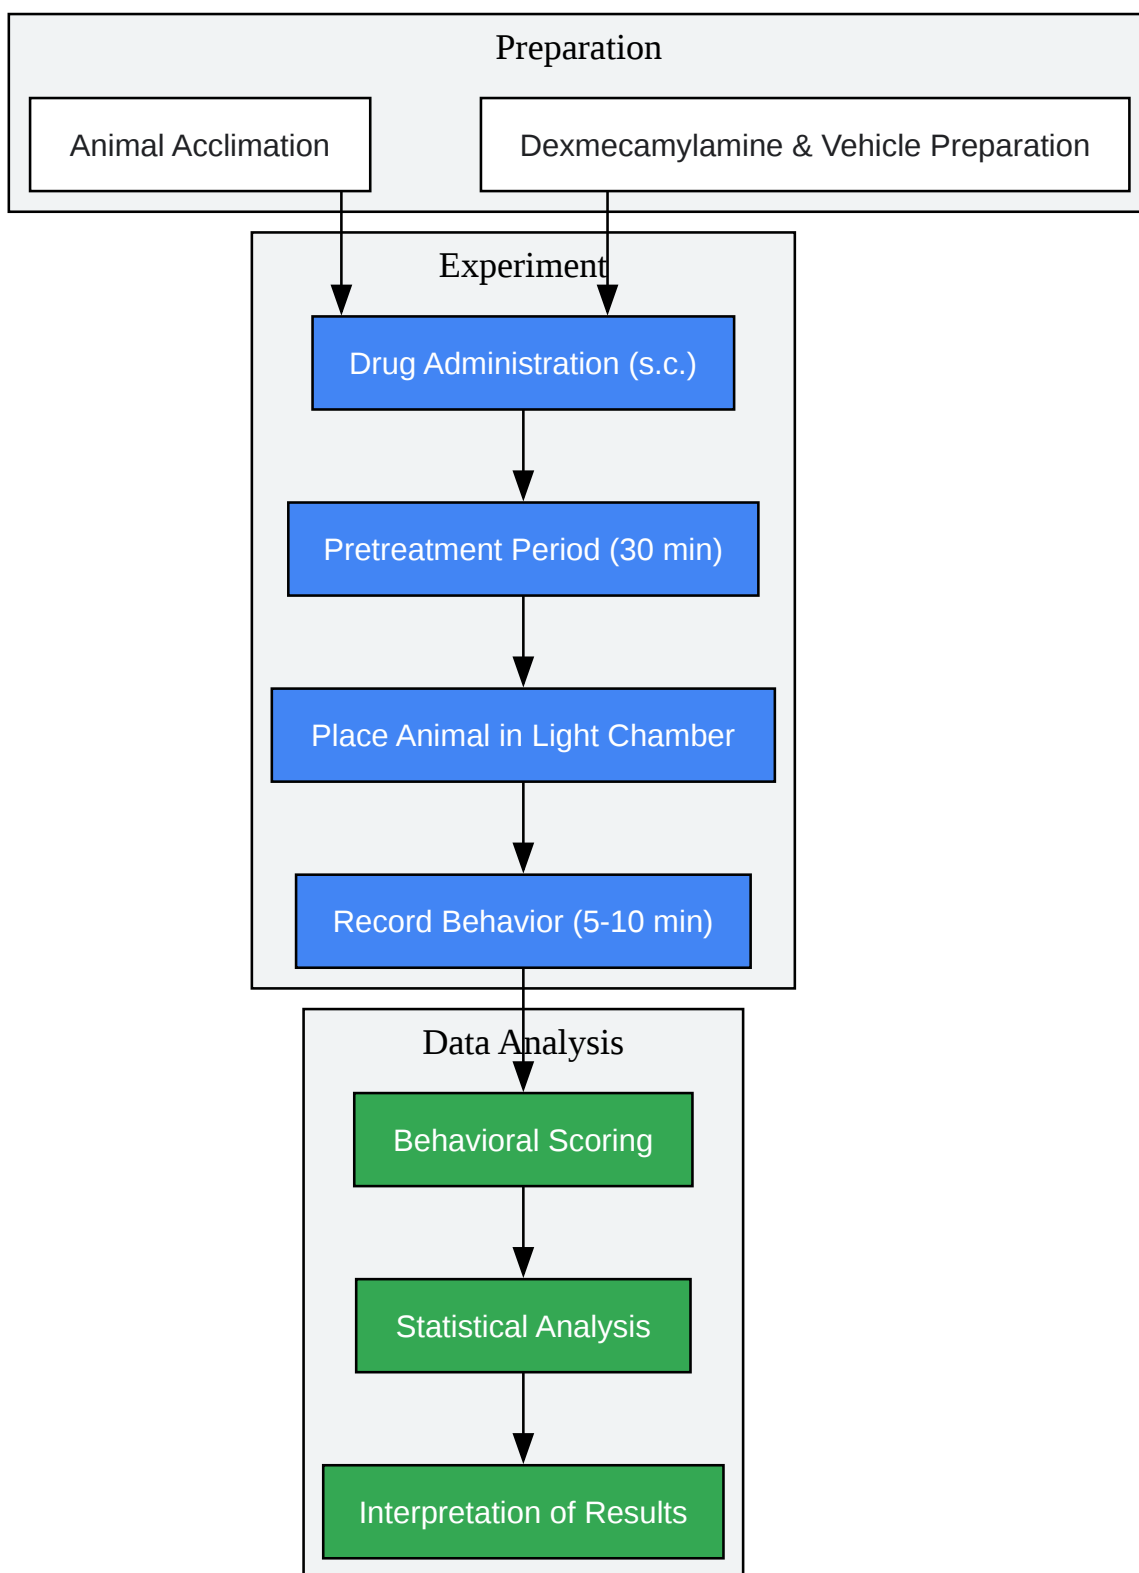 Preparation
Animal Acclimation
Dexmecamylamine & Vehicle Preparation
Experiment
Drug Administration (s.c.)
Pretreatment Period (30 min)
Place Animal in Light Chamber
Record Behavior (5-10 min)
Data Analysis
Behavioral Scoring
Statistical Analysis
Interpretation of Results